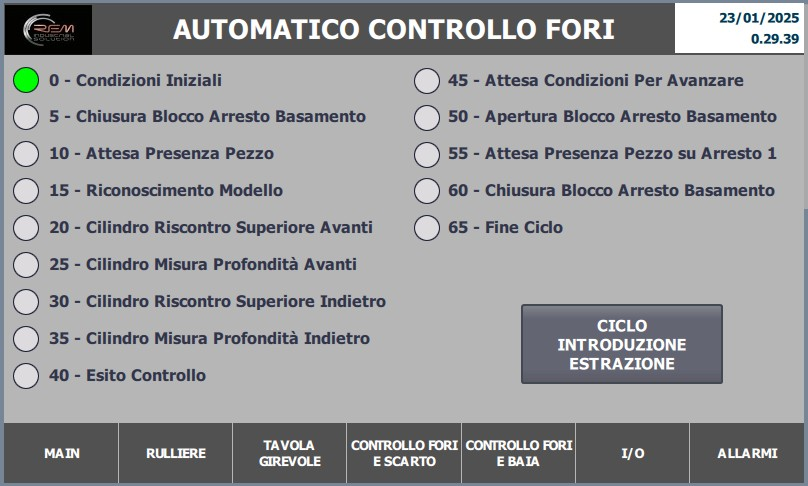 RSEM
INDUSTRIAL
SOLUTION
AUTOMATICO CONTROLLO FORI
23/01/2025
0.29.39
0 - Condizioni Iniziali
5 - Chiusura Blocco Arresto Basamento
10 - Attesa Presenza Pezzo
15 - Riconoscimento Modello
20 - Cilindro Riscontro Superiore Avanti
25 - Cilindro Misura Profondità Avanti
30 - Cilindro Riscontro Superiore Indietro
35 - Cilindro Misura Profondità Indietro
40 - Esito Controllo
45 - Attesa Condizioni Per Avanzare
50 - Apertura Blocco Arresto Basamento
55 - Attesa Presenza Pezzo su Arresto 1
60 - Chiusura Blocco Arresto Basamento
65 - Fine Ciclo
CICLO
INTRODUZIONE
ESTRAZIONE
MAIN
RULLIERE
TAVOLA
GIREVOLE
CONTROLLO FORI
E SCARTO
CONTROLLO FORI
E BAIA
I/O
ALLARMI